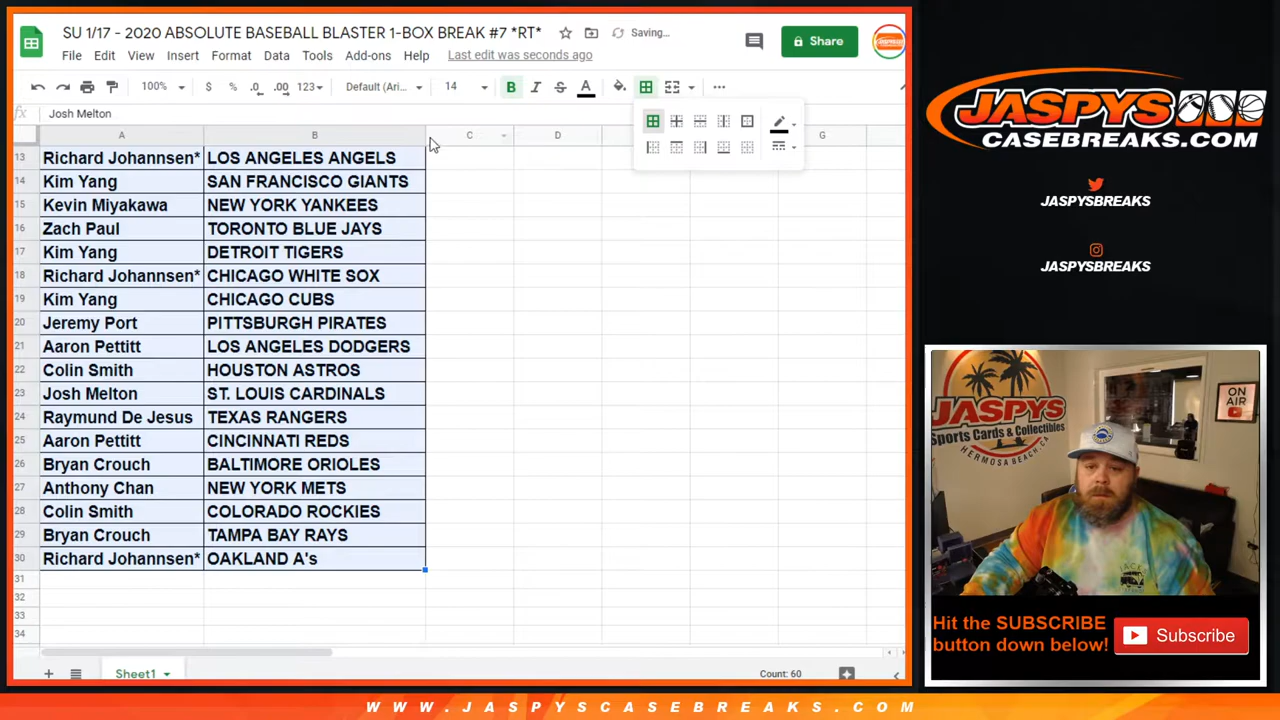 SU 1/17 - 2020 ABSOLUTE BASEBALL BLASTER 1-BOX BREAK #7 *RT*
Saving...
Share
File Edit View Insert Format Data Tools Add-ons Help Last edit was seconds ago
100% $ % .0 .00 123 Default (Ari... 14 B I S A
fx Josh Melton
A B C D G
13 Richard Johannsen* LOS ANGELES ANGELS
14 Kim Yang SAN FRANCISCO GIANTS
15 Kevin Miyakawa NEW YORK YANKEES
16 Zach Paul TORONTO BLUE JAYS
17 Kim Yang DETROIT TIGERS
18 Richard Johannsen* CHICAGO WHITE SOX
19 Kim Yang CHICAGO CUBS
20 Jeremy Port PITTSBURGH PIRATES
21 Aaron Pettitt LOS ANGELES DODGERS
22 Colin Smith HOUSTON ASTROS
23 Josh Melton ST. LOUIS CARDINALS
24 Raymund De Jesus TEXAS RANGERS
25 Aaron Pettitt CINCINNATI REDS
26 Bryan Crouch BALTIMORE ORIOLES
27 Anthony Chan NEW YORK METS
28 Colin Smith COLORADO ROCKIES
29 Bryan Crouch TAMPA BAY RAYS
30 Richard Johannsen* OAKLAND A's
31
32
33
34
Sheet1
Count: 60
JASPYS
CASEBREAKS.COM
JASPYSBREAKS
JASPYSBREAKS
JASPYS
Sports Cards & Collectibles
HERMOSA BEACH, CA
ON
AIR
Hit the SUBSCRIBE
button down below!
Subscribe
WWW.JASPYSCASEBREAKS.COM